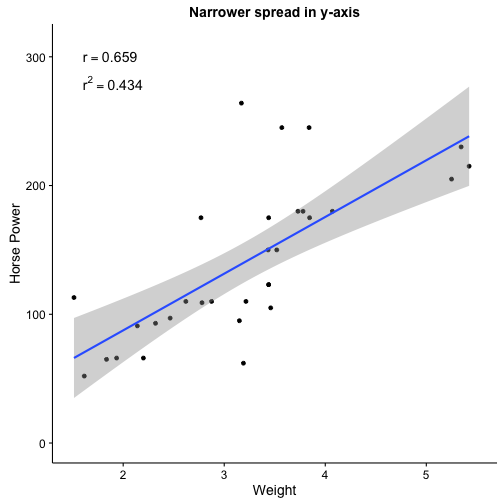 Narrower spread in y-axis
r = 0.659
r² = 0.434
300
200
100
0
Horse Power
2 3 4 5
Weight